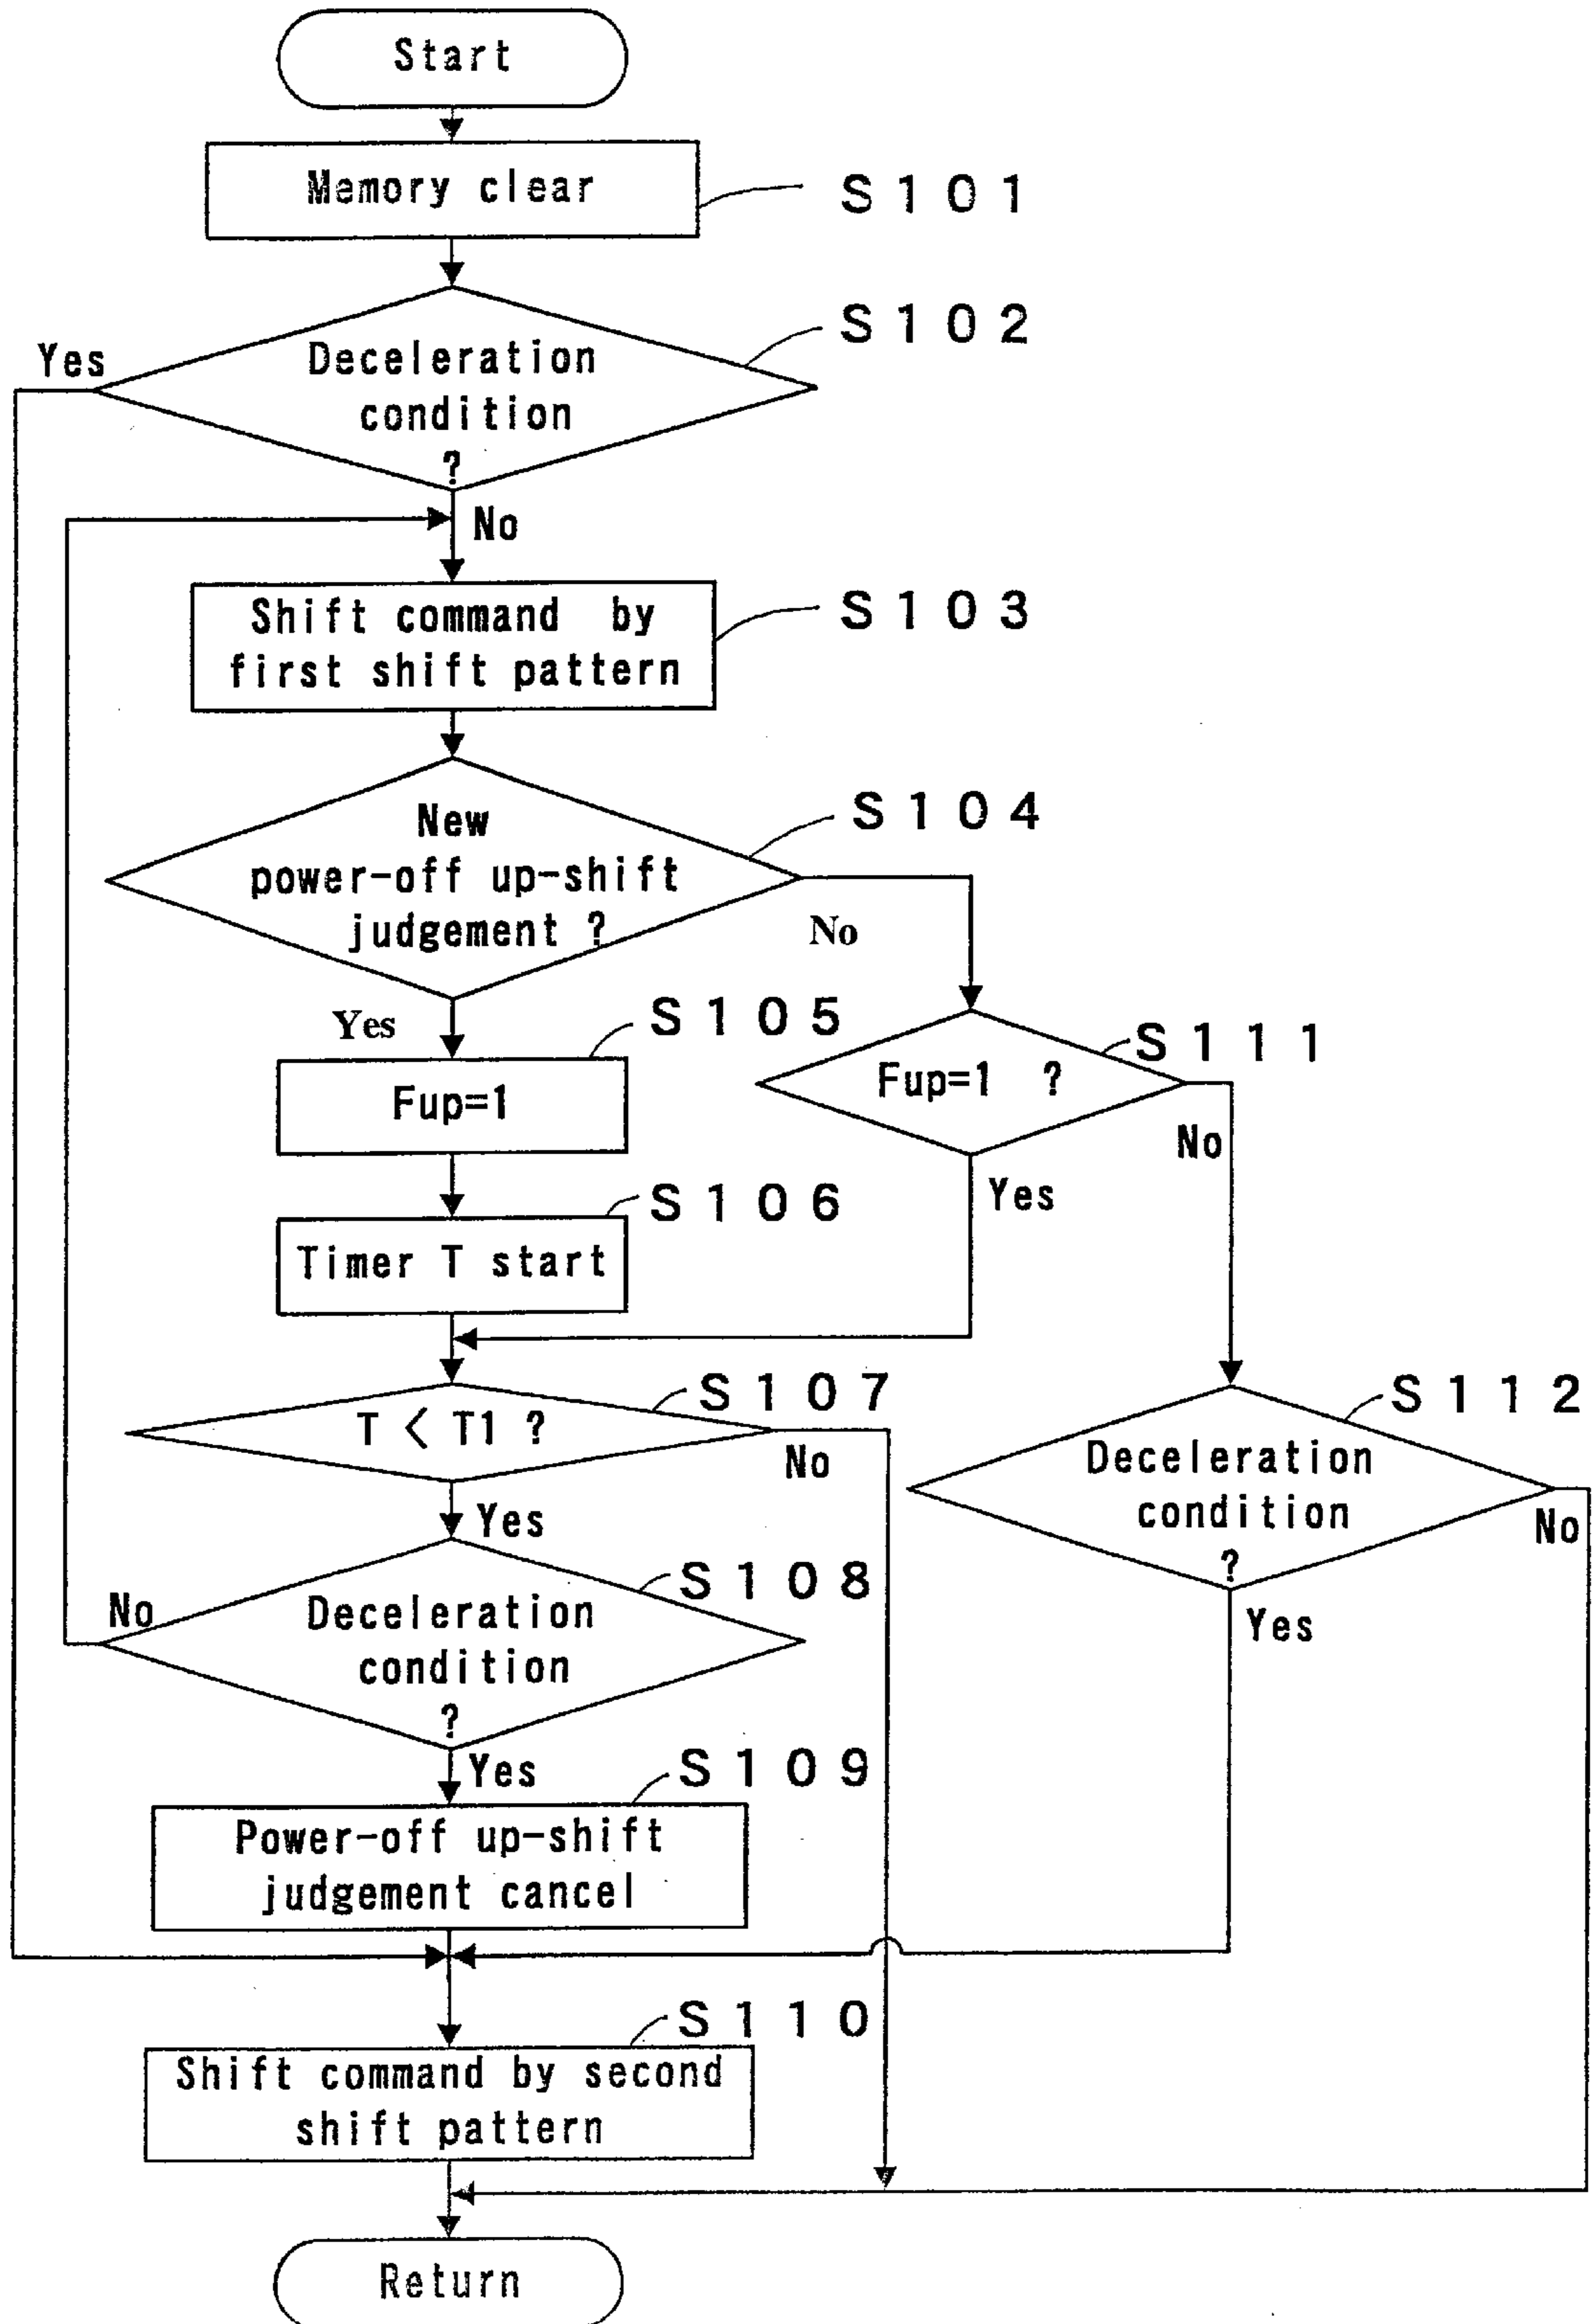 Start
Memory clear
S101
S102
Yes
Deceleration
condition
?
No
Shift command by
first shift pattern
S103
S104
New
power-off up-shift
judgement ?
No
Yes
S105
Fup=1
S111
Fup=1 ?
No
Yes
S106
Timer T start
S107
T < T1 ?
No
Yes
S112
Deceleration
condition
?
No
Yes
S108
No
Deceleration
condition
?
Yes
S109
Power-off up-shift
judgement cancel
S110
Shift command by second
shift pattern
Return